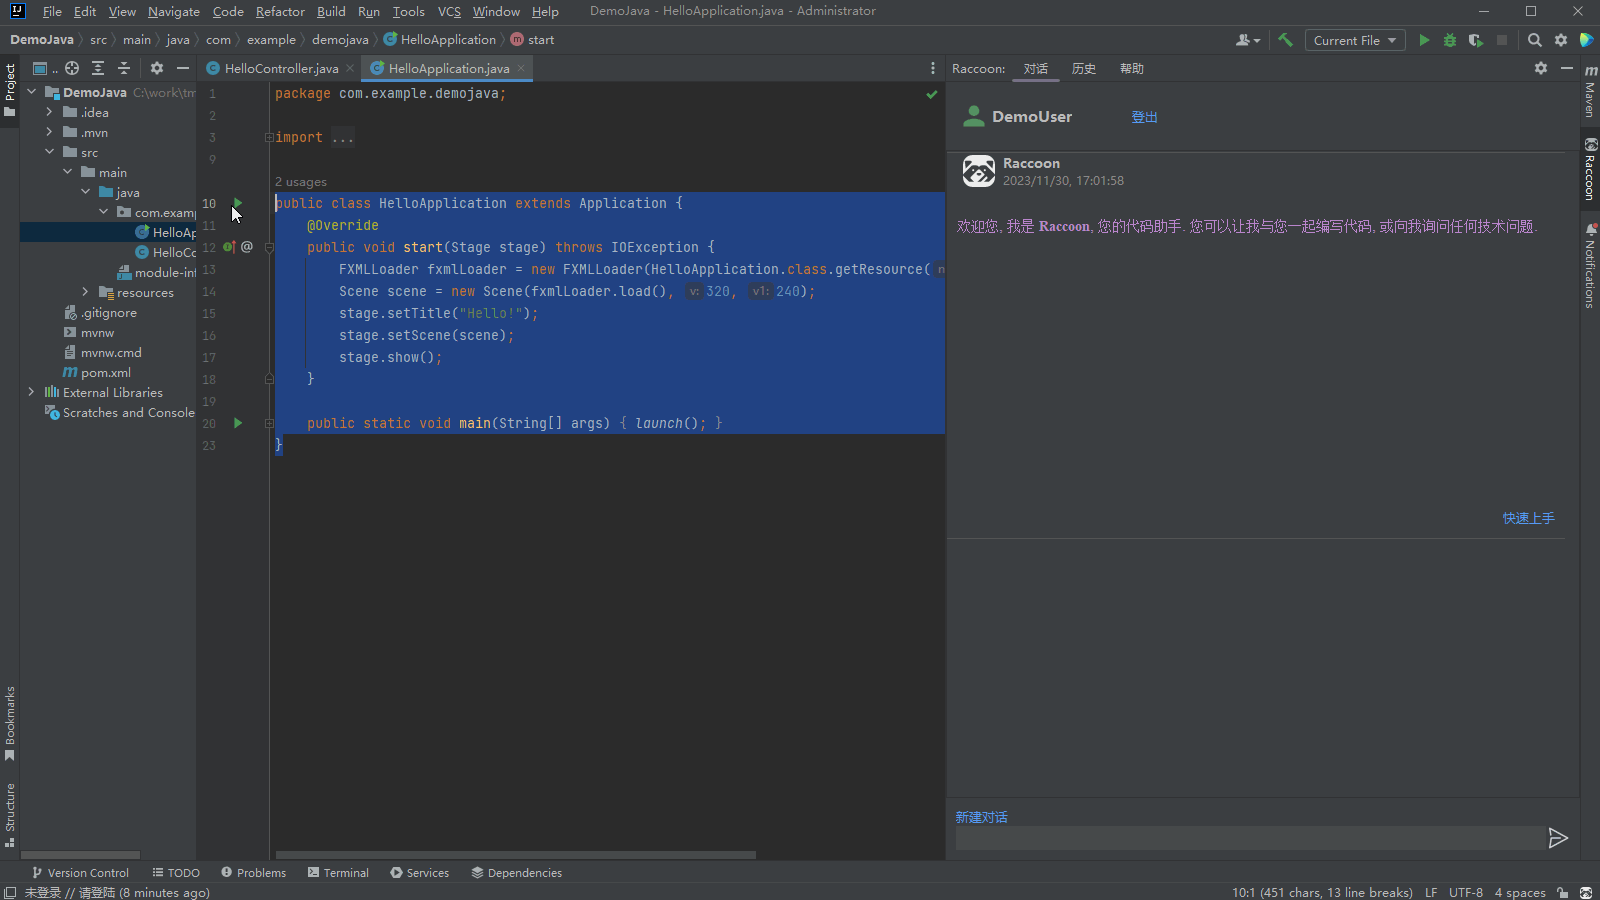 File Edit View Navigate Code Refactor Build Run Tools VCS Window Help DemoJava - HelloApplication.java - Administrator
DemoJava src main java com example demojava HelloApplication start Current File
Project
DemoJava C:\work\tm
.idea
.mvn
src
main
java
com.examp
HelloAp
HelloCo
module-inf
resources
.gitignore
mvnw
mvnw.cmd
pom.xml
External Libraries
Scratches and Console
Bookmarks
Structure
HelloController.java HelloApplication.java
1 package com.example.demojava;
2
3 import ...
9
2 usages
10 public class HelloApplication extends Application {
11 @Override
12 public void start(Stage stage) throws IOException {
13 FXMLLoader fxmlLoader = new FXMLLoader(HelloApplication.class.getResource( n
14 Scene scene = new Scene(fxmlLoader.load(), v: 320, v1: 240);
15 stage.setTitle("Hello!");
16 stage.setScene(scene);
17 stage.show();
18 }
19
20 public static void main(String[] args) { launch(); }
23 }
Raccoon: 对话 历史 帮助
DemoUser 登出
Raccoon
2023/11/30, 17:01:58
欢迎您, 我是 Raccoon, 您的代码助手. 您可以让我与您一起编写代码, 或向我询问任何技术问题.
快速上手
新建对话
Maven
Raccoon
Notifications
Version Control TODO Problems Terminal Services Dependencies
未登录 // 请登陆 (8 minutes ago) 10:1 (451 chars, 13 line breaks) LF UTF-8 4 spaces